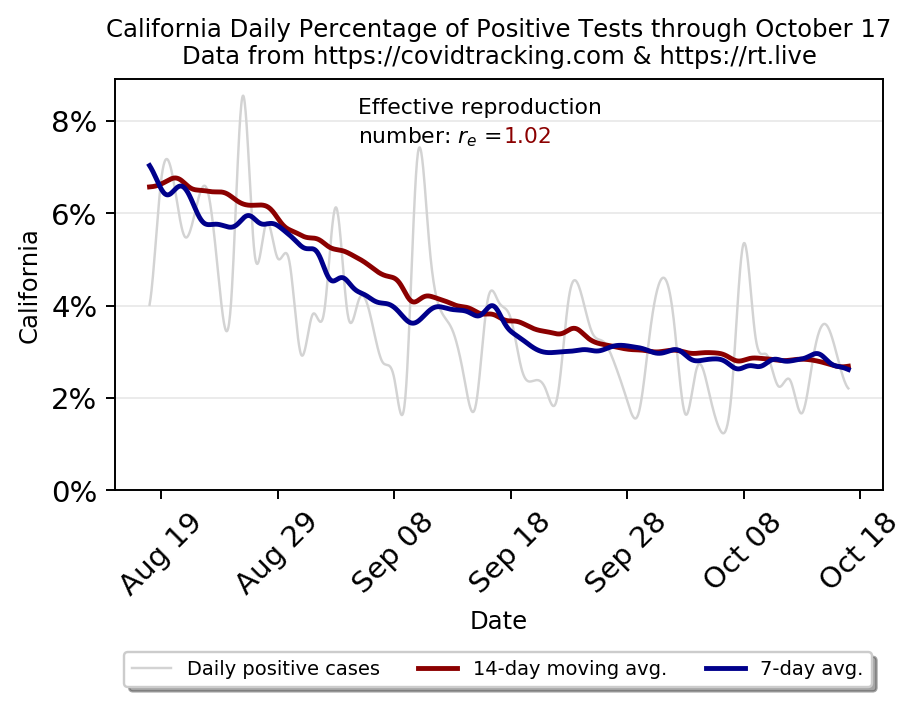 California Daily Percentage of Positive Tests through October 17
Data from https://covidtracking.com & https://rt.live
Effective reproduction
number: rₑ =1.02
8%
6%
4%
2%
0%
California
Aug 19
Aug 29
Sep 08
Sep 18
Sep 28
Oct 08
Oct 18
Date
Daily positive cases
14-day moving avg.
7-day avg.